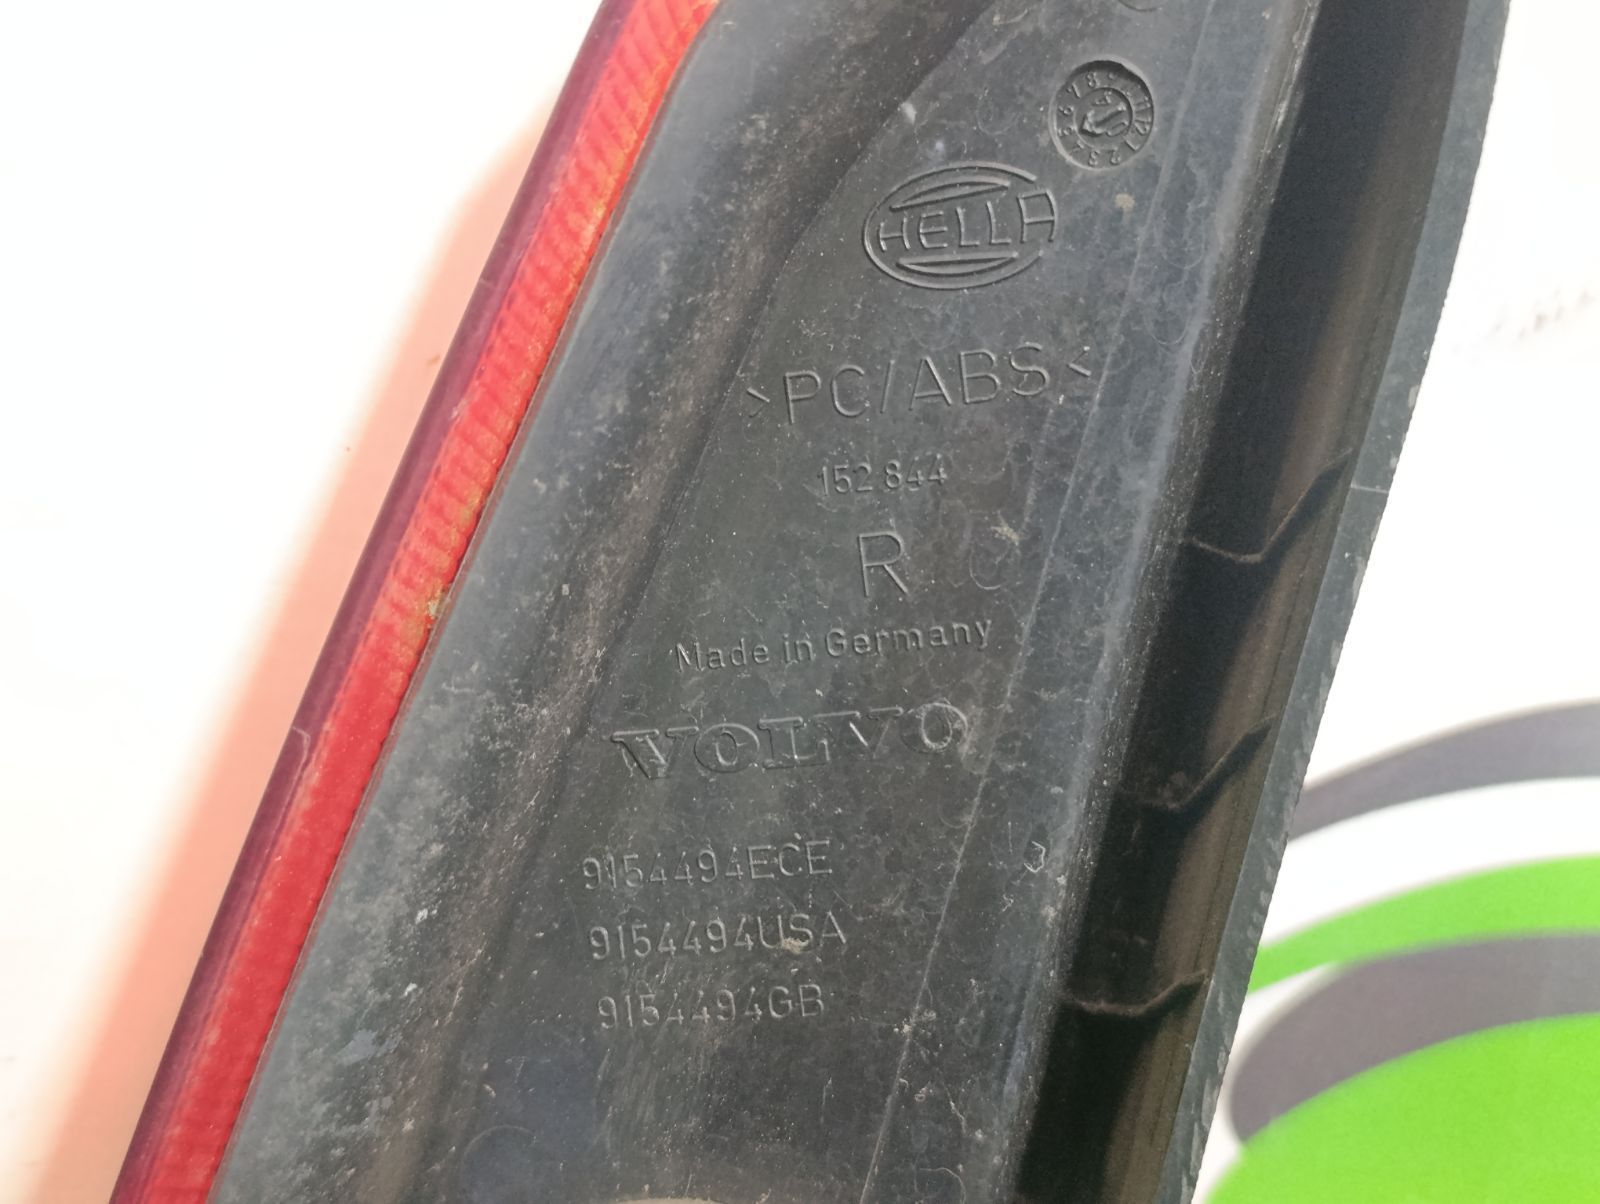 HELLA
>PC/ABS<
152 844
R
Made in Germany
VOLVO
9154494ECE
9154494USA
9154494GB